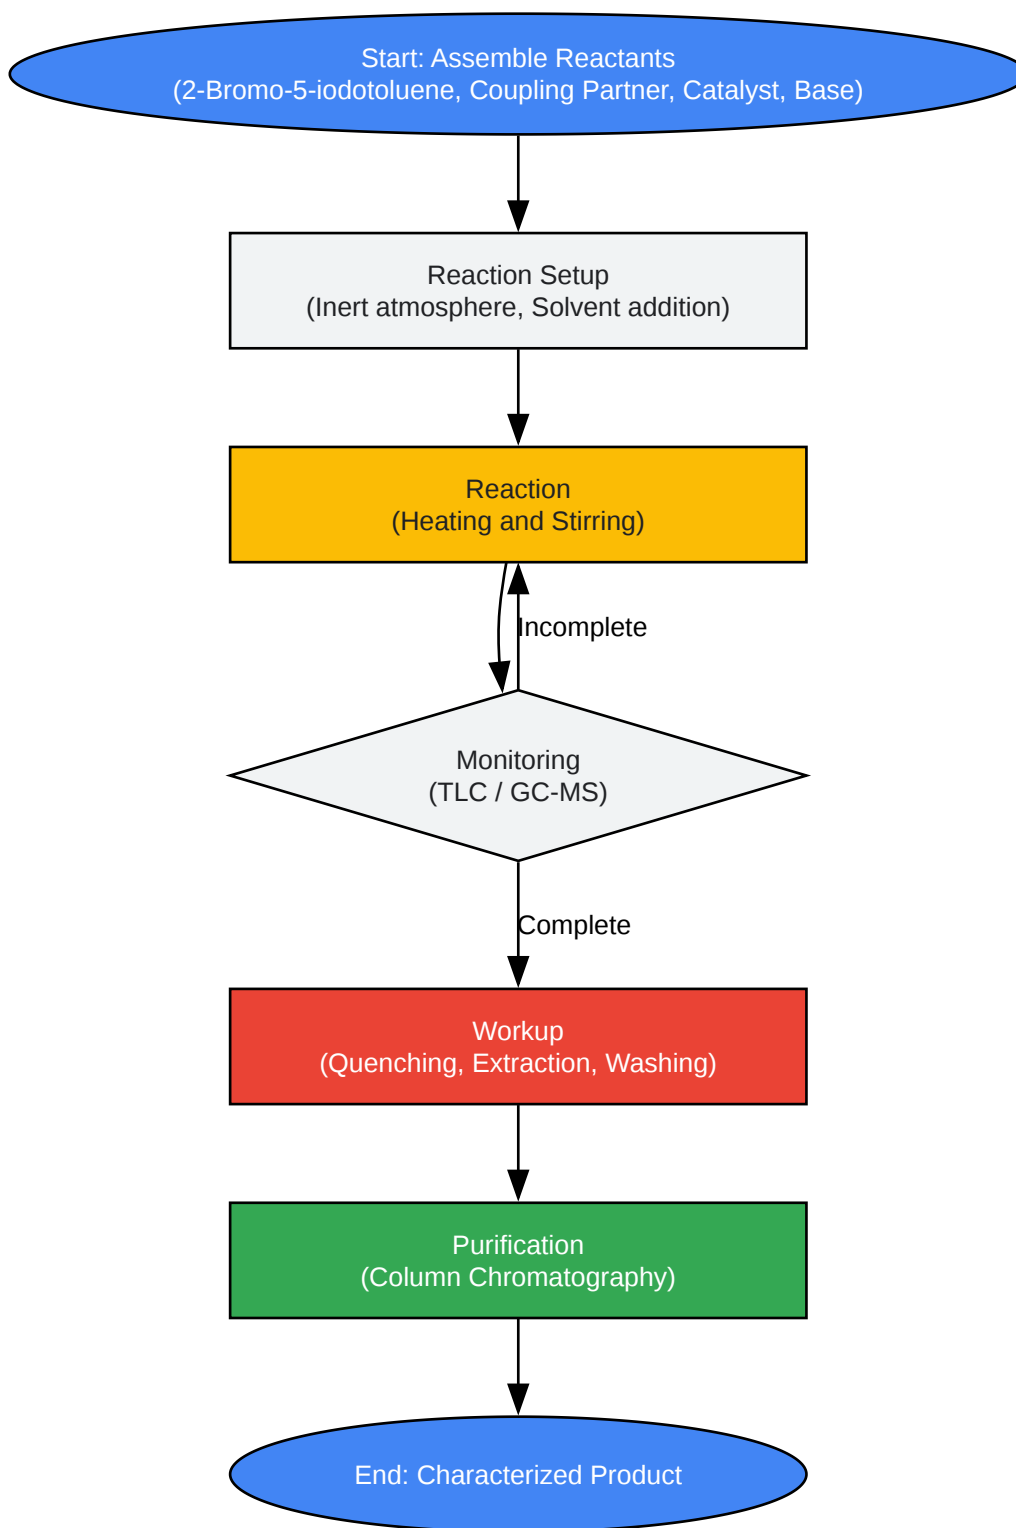 Start: Assemble Reactants
(2-Bromo-5-iodotoluene, Coupling Partner, Catalyst, Base)
Reaction Setup
(Inert atmosphere, Solvent addition)
Reaction
(Heating and Stirring)
Incomplete
Monitoring
(TLC / GC-MS)
Complete
Workup
(Quenching, Extraction, Washing)
Purification
(Column Chromatography)
End: Characterized Product